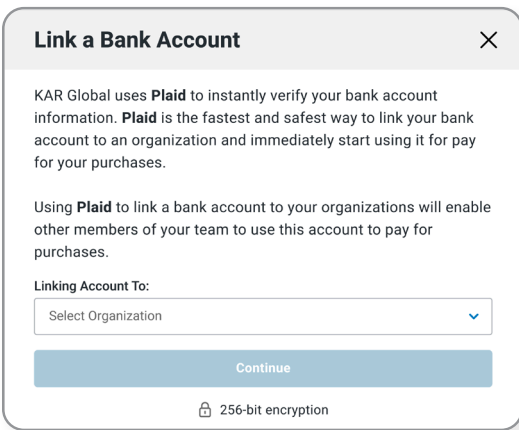 Link a Bank Account
KAR Global uses Plaid to instantly verify your bank account
information. Plaid is the fastest and safest way to link your bank
account to an organization and immediately start using it for pay
for your purchases.
Using Plaid to link a bank account to your organizations will enable
other members of your team to use this account to pay for
purchases.
Linking Account To:
Select Organization
Continue
256-bit encryption